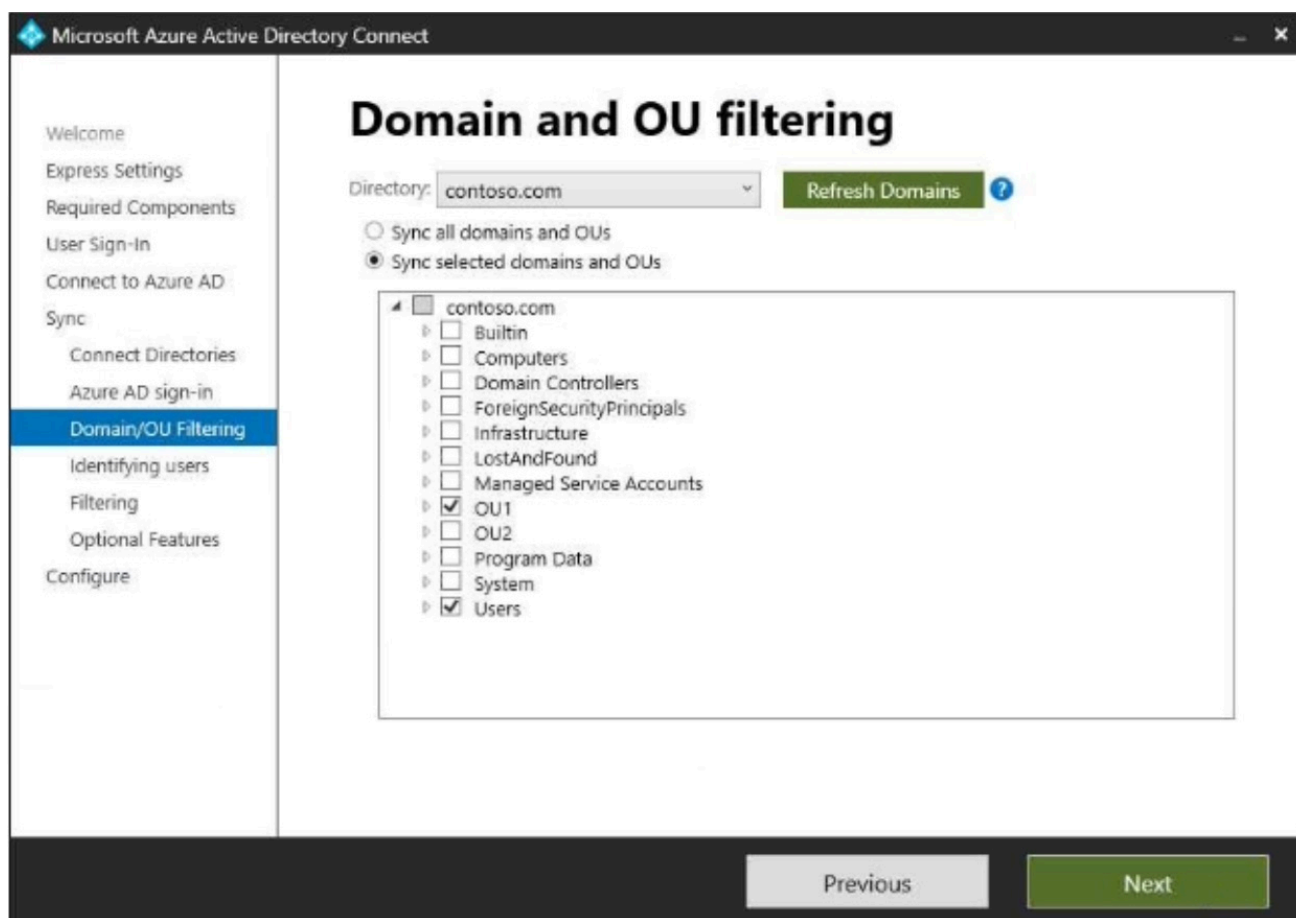 Microsoft Azure Active Directory Connect
Welcome
Express Settings
Required Components
User Sign-In
Connect to Azure AD
Sync
Connect Directories
Azure AD sign-in
Domain/OU Filtering
Identifying users
Filtering
Optional Features
Configure
Domain and OU filtering
Directory: contoso.com Refresh Domains ?
Sync all domains and OUs
Sync selected domains and OUs
contoso.com
Builtin
Computers
Domain Controllers
ForeignSecurityPrincipals
Infrastructure
LostAndFound
Managed Service Accounts
OU1
OU2
Program Data
System
Users
Previous Next